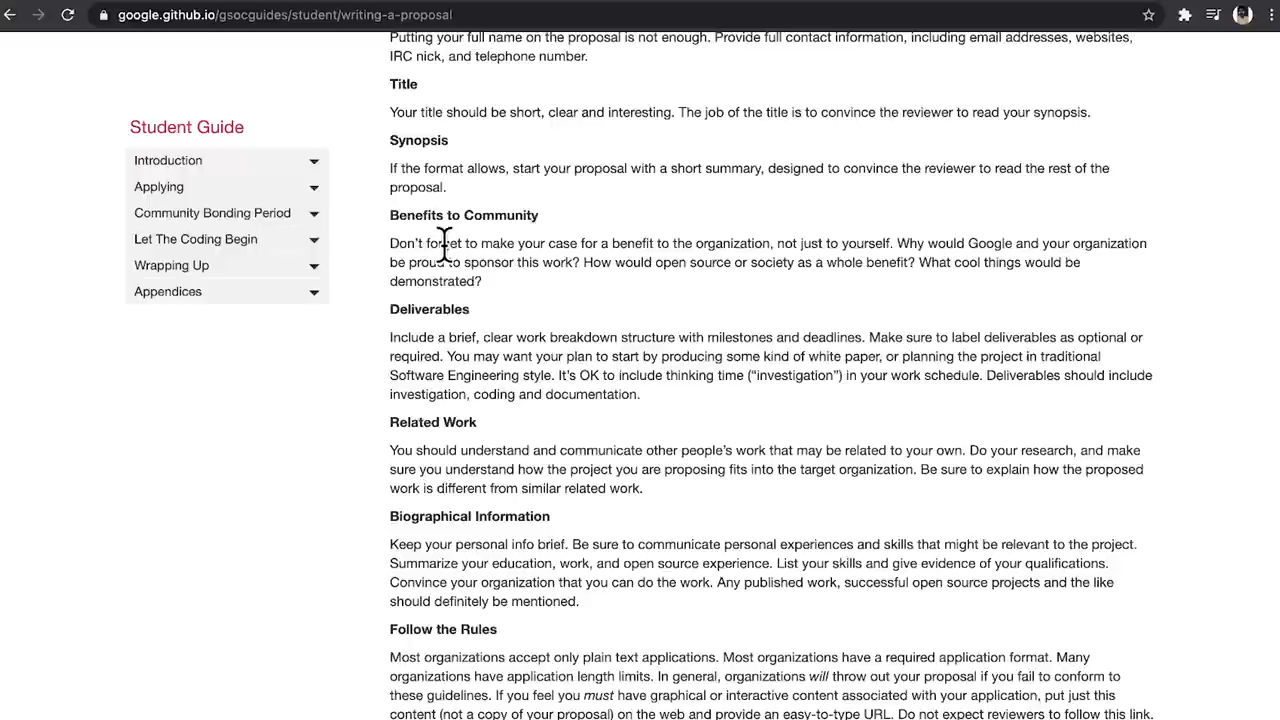 google.github.io/gsocguides/student/writing-a-proposal
Putting your full name on the proposal is not enough. Provide full contact information, including email addresses, websites,
IRC nick, and telephone number.
Title
Your title should be short, clear and interesting. The job of the title is to convince the reviewer to read your synopsis.
Student Guide
Introduction
Applying
Community Bonding Period
Let The Coding Begin
Wrapping Up
Appendices
Synopsis
If the format allows, start your proposal with a short summary, designed to convince the reviewer to read the rest of the
proposal.
Benefits to Community
Don't forget to make your case for a benefit to the organization, not just to yourself. Why would Google and your organization
be proud to sponsor this work? How would open source or society as a whole benefit? What cool things would be
demonstrated?
Deliverables
Include a brief, clear work breakdown structure with milestones and deadlines. Make sure to label deliverables as optional or
required. You may want your plan to start by producing some kind of white paper, or planning the project in traditional
Software Engineering style. It's OK to include thinking time (“investigation”) in your work schedule. Deliverables should include
investigation, coding and documentation.
Related Work
You should understand and communicate other people's work that may be related to your own. Do your research, and make
sure you understand how the project you are proposing fits into the target organization. Be sure to explain how the proposed
work is different from similar related work.
Biographical Information
Keep your personal info brief. Be sure to communicate personal experiences and skills that might be relevant to the project.
Summarize your education, work, and open source experience. List your skills and give evidence of your qualifications.
Convince your organization that you can do the work. Any published work, successful open source projects and the like
should definitely be mentioned.
Follow the Rules
Most organizations accept only plain text applications. Most organizations have a required application format. Many
organizations have application length limits. In general, organizations will throw out your proposal if you fail to conform to
these guidelines. If you feel you must have graphical or interactive content associated with your application, put just this
content (not a copy of your proposal) on the web and provide an easy-to-type URL. Do not expect reviewers to follow this link.